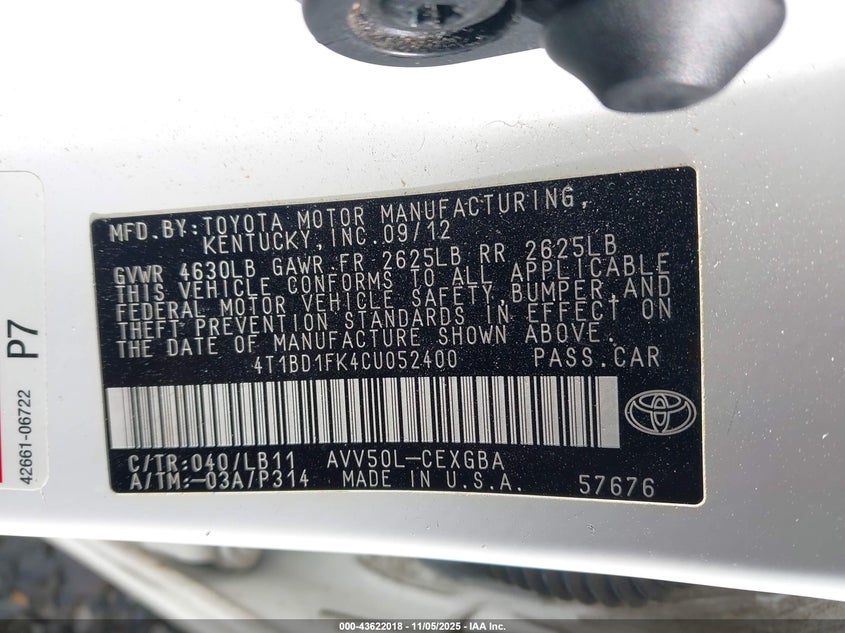 MFD.BY:TOYOTA MOTOR MANUFACTURING,
KENTUCKY,INC.09/12
GVWR 4630LB GAWR FR 2625LB RR 2625LB
THIS VEHICLE CONFORMS TO ALL APPLICABLE
FEDERAL MOTOR VEHICLE SAFETY,BUMPER,AND
THEFT PREVENTION STANDARDS IN EFFECT ON
THE DATE OF MANUFACTURE SHOWN ABOVE.
4T1BD1FK4CU052400 PASS.CAR
C/TR:040/LB11 AVV50L-CEXGBA
A/TM:-03A/P314 MADE IN U.S.A. 57676
P7
42661-06722
000-43622018 - 11/05/2025 - IAA Inc.